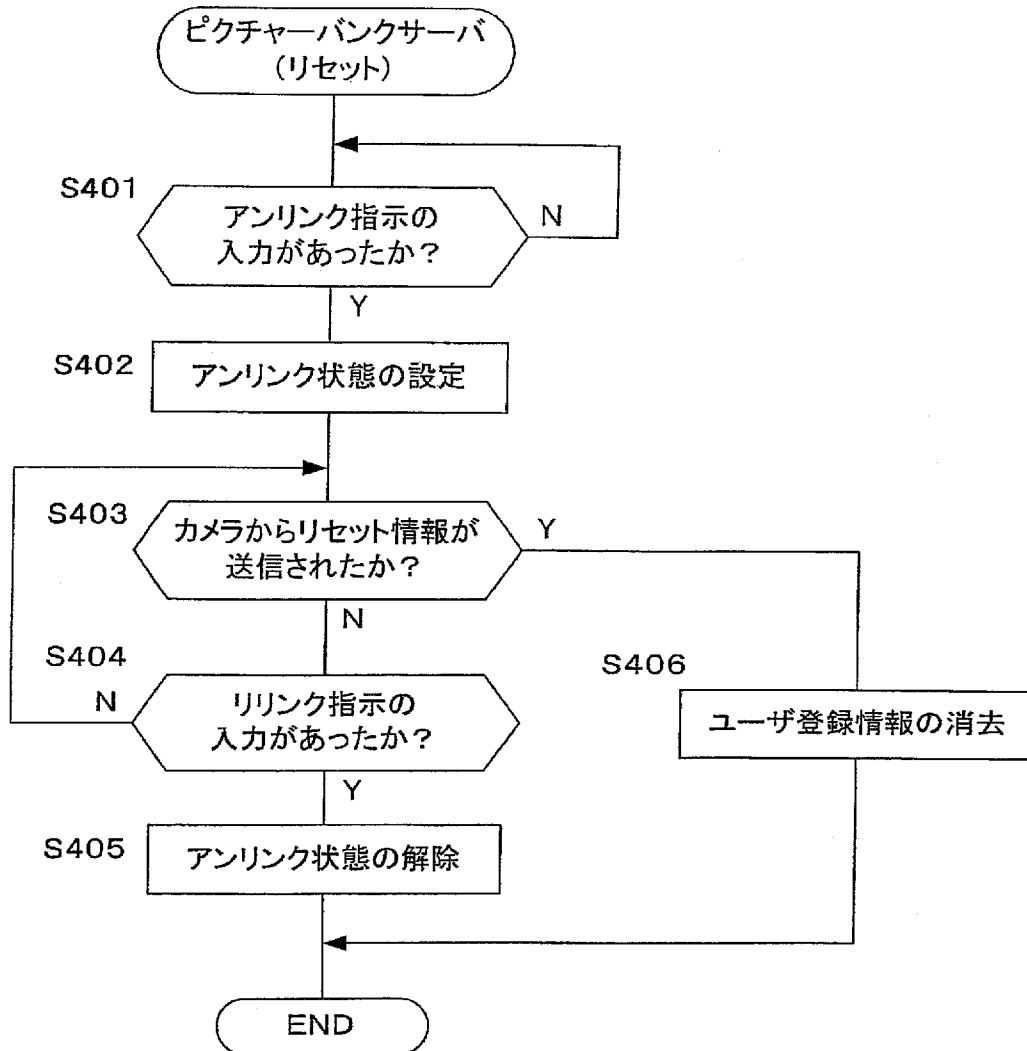 ピクチャーバンクサーバ
(リセット)
S401
アンリンク指示の
入力があったか?
N
Y
S402
アンリンク状態の設定
S403
カメラからリセット情報が
送信されたか?
Y
N
S404
N
リリンク指示の
入力があったか?
Y
S406
ユーザ登録情報の消去
S405
アンリンク状態の解除
END